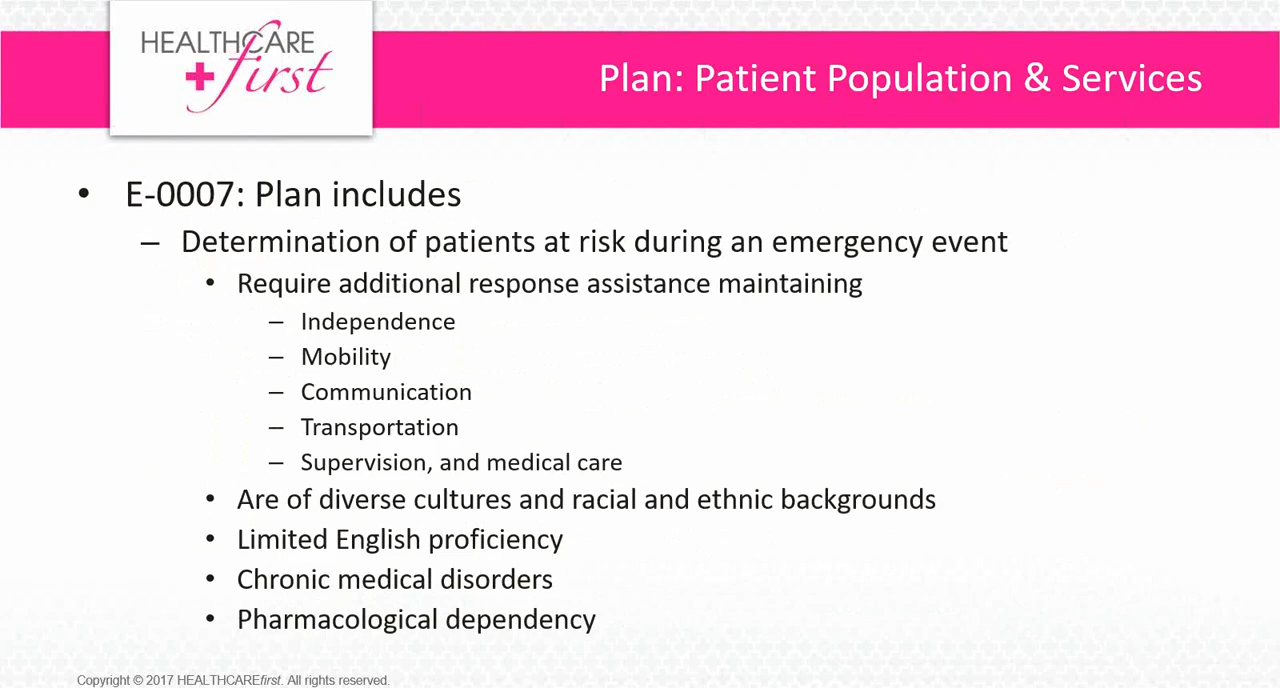 HEALTHCARE
first
Plan: Patient Population & Services
• E-0007: Plan includes
– Determination of patients at risk during an emergency event
• Require additional response assistance maintaining
– Independence
– Mobility
– Communication
– Transportation
– Supervision, and medical care
• Are of diverse cultures and racial and ethnic backgrounds
• Limited English proficiency
• Chronic medical disorders
• Pharmacological dependency
Copyright © 2017 HEALTHCAREfirst. All rights reserved.